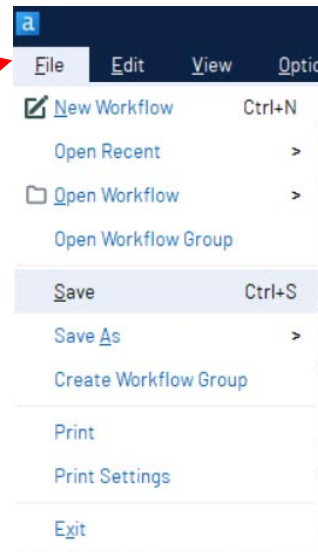 a
File Edit View Optic
New Workflow Ctrl+N
Open Recent >
Open Workflow >
Open Workflow Group
Save Ctrl+S
Save As >
Create Workflow Group
Print
Print Settings
Exit